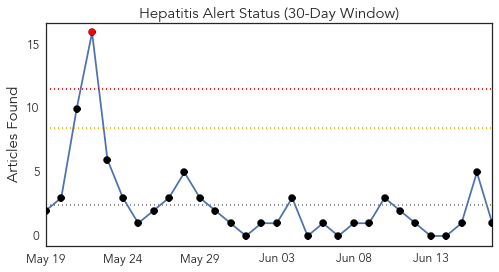 Hepatitis Alert Status (30-Day Window)
Articles Found
15
10
5
0
May 19 May 24 May 29 Jun 03 Jun 08 Jun 13